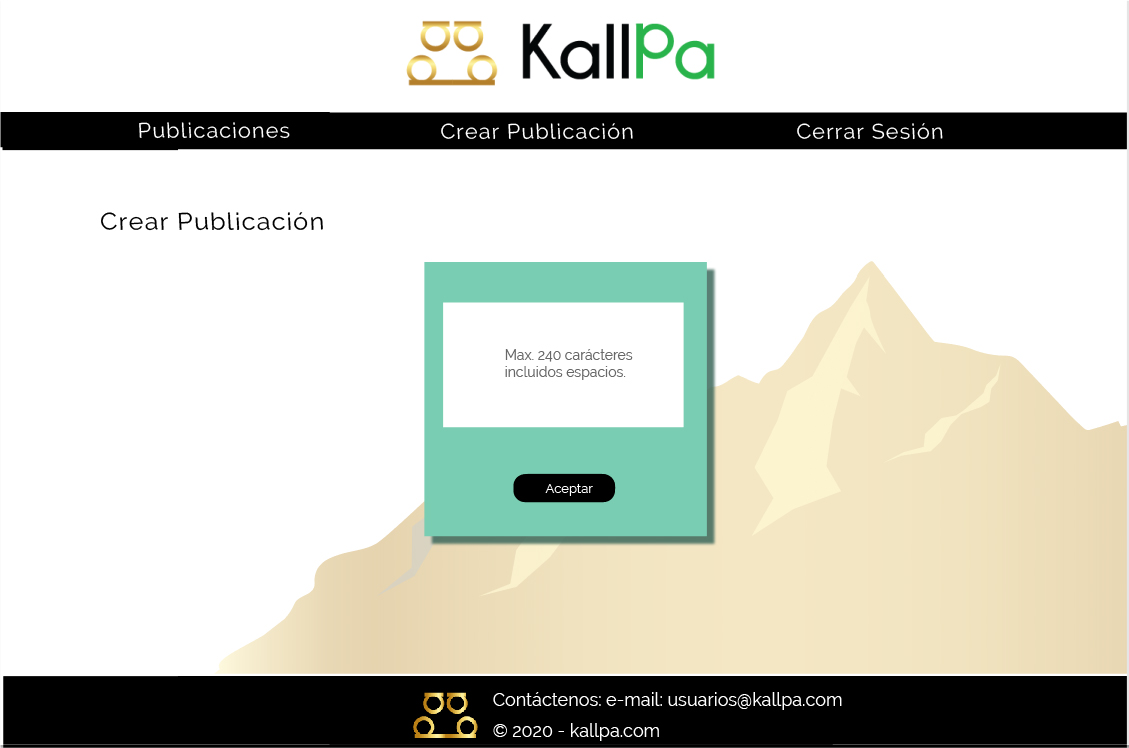 KallPa
Publicaciones Crear Publicación Cerrar Sesión
Crear Publicación
Max. 240 carácteres
incluidos espacios.
Aceptar
Contáctenos: e-mail: usuarios@kallpa.com
© 2020 - kallpa.com